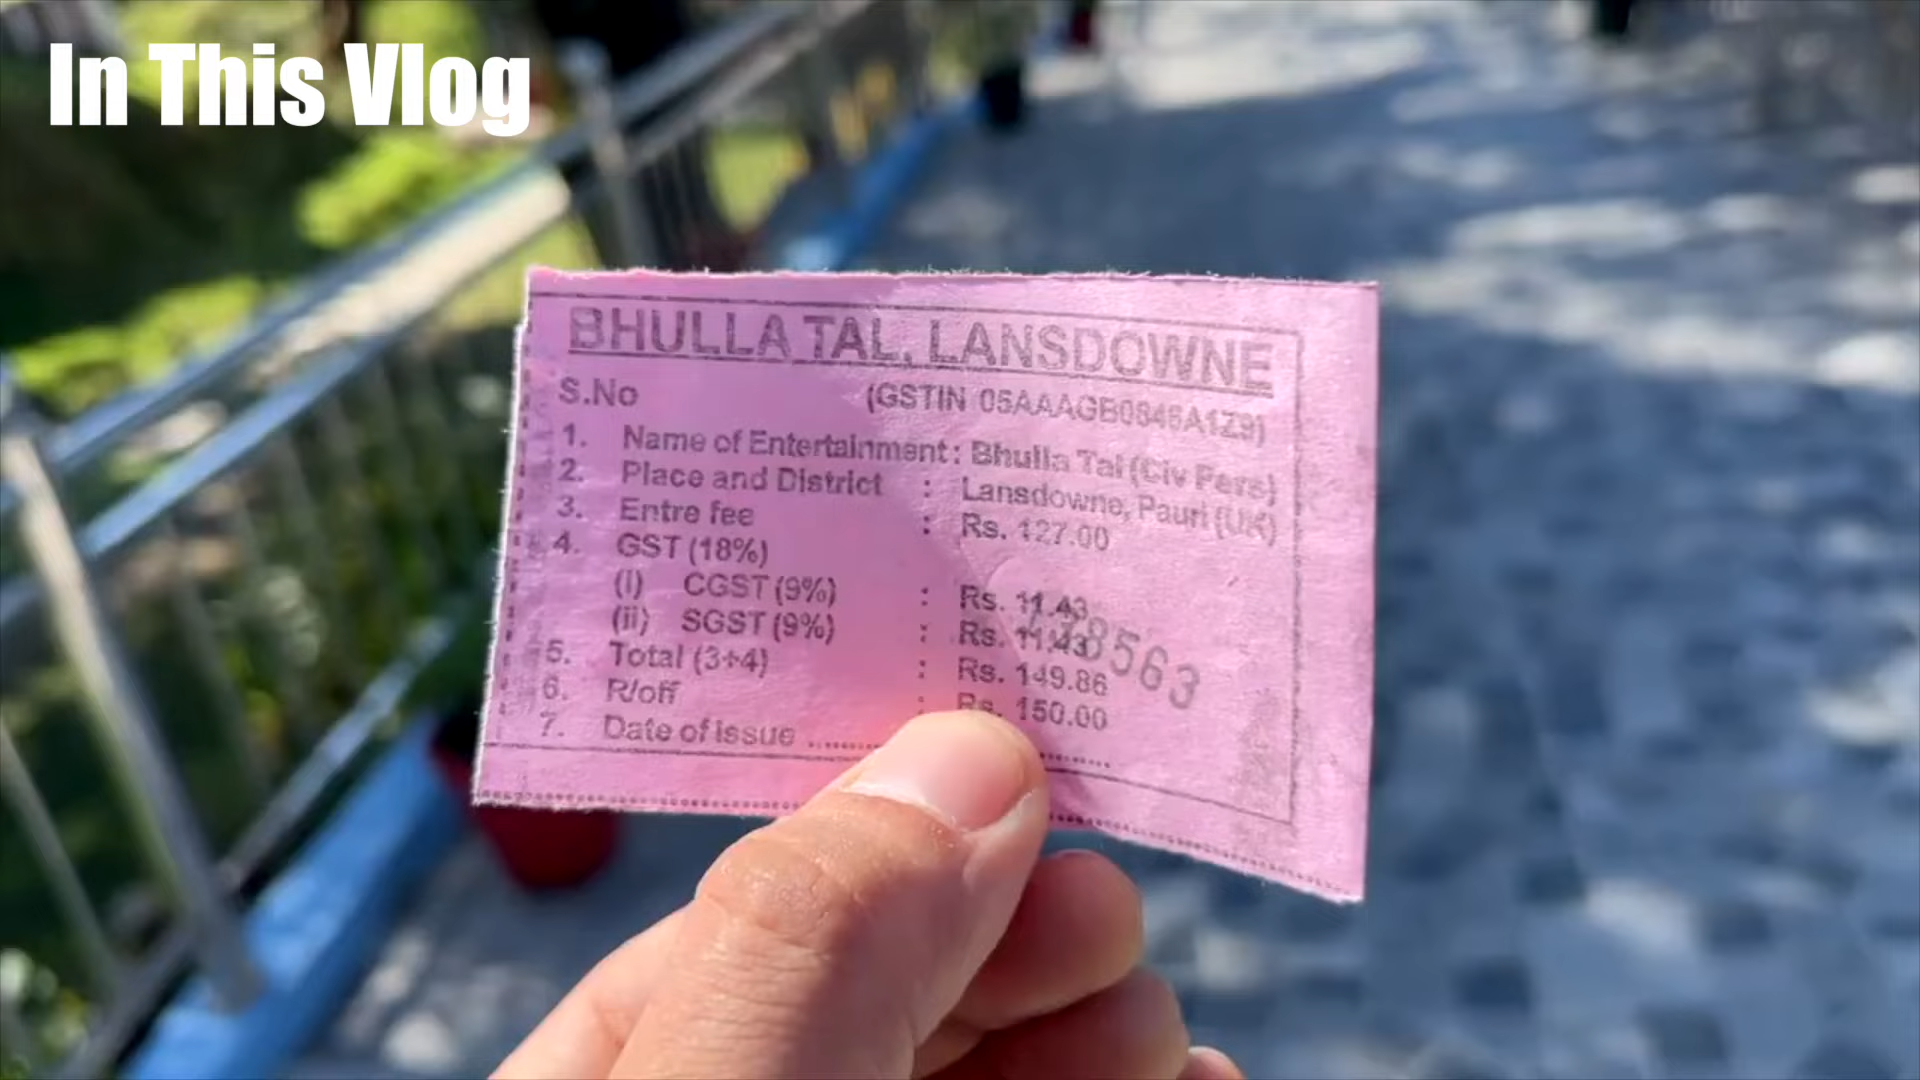 In This Vlog
BHULLA TAL, LANSDOWNE
S.No (GSTIN 05AAAGB0846A1Z9)
1. Name of Entertainment : Bhulla Tal (Civ Pers)
2. Place and District : Lansdowne, Pauri (UK)
3. Entre fee : Rs. 127.00
4. GST (18%)
(i) CGST (9%) : Rs. 11.43
(ii) SGST (9%) : Rs. 11.43
5. Total (3+4) : Rs. 149.86
6. R/off : Rs. 150.00
7. Date of issue